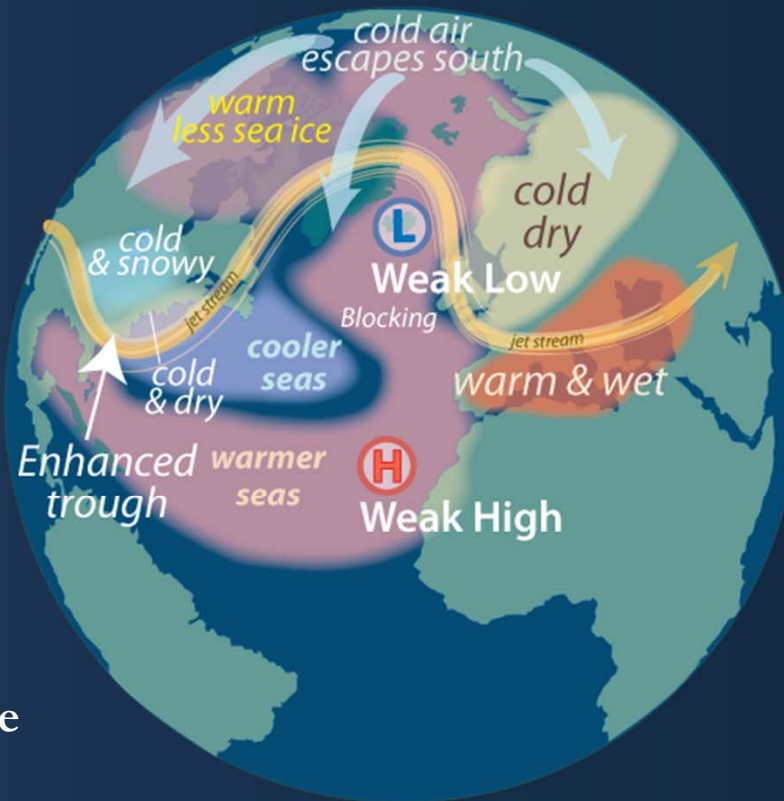 cold air
escapes south
warm
less sea ice
cold
dry
L
Weak Low
cold
& snowy
jet stream
Blocking
cooler
seas
jet stream
cold
& dry
warm & wet
Enhanced
trough
warmer
seas
H
Weak High
e